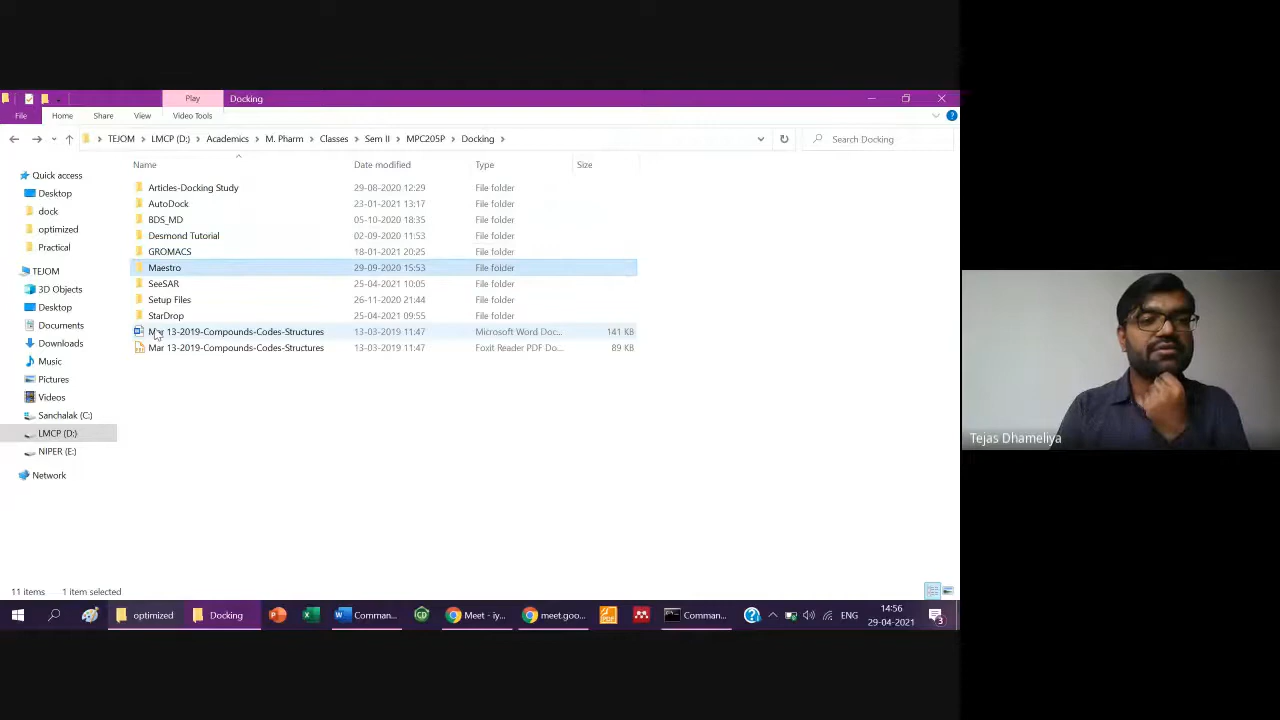 Play
Docking
File
Home
Share
View
Video Tools
TEJOM
LMCP (D:)
Academics
M. Pharm
Classes
Sem II
MPC205P
Docking
Search Docking
Name
Date modified
Type
Size
Quick access
Desktop
dock
optimized
Practical
TEJOM
3D Objects
Desktop
Documents
Downloads
Music
Pictures
Videos
Sanchalak (C:)
LMCP (D:)
NIPER (E:)
Network
Articles-Docking Study 29-08-2020 12:29 File folder
AutoDock 23-01-2021 13:17 File folder
BDS_MD 05-10-2020 18:35 File folder
Desmond Tutorial 02-09-2020 11:53 File folder
GROMACS 18-01-2021 20:25 File folder
Maestro 29-09-2020 15:53 File folder
SeeSAR 25-04-2021 10:05 File folder
Setup Files 26-11-2020 21:44 File folder
StarDrop 25-04-2021 09:55 File folder
Mar 13-2019-Compounds-Codes-Structures 13-03-2019 11:47 Microsoft Word Doc... 141 KB
Mar 13-2019-Compounds-Codes-Structures 13-03-2019 11:47 Foxit Reader PDF Do... 89 KB
Tejas Dhameliya
11 items 1 item selected
optimized
Docking
Comman...
Meet - iy...
meet.goo...
Comman...
ENG
14:56
29-04-2021
3